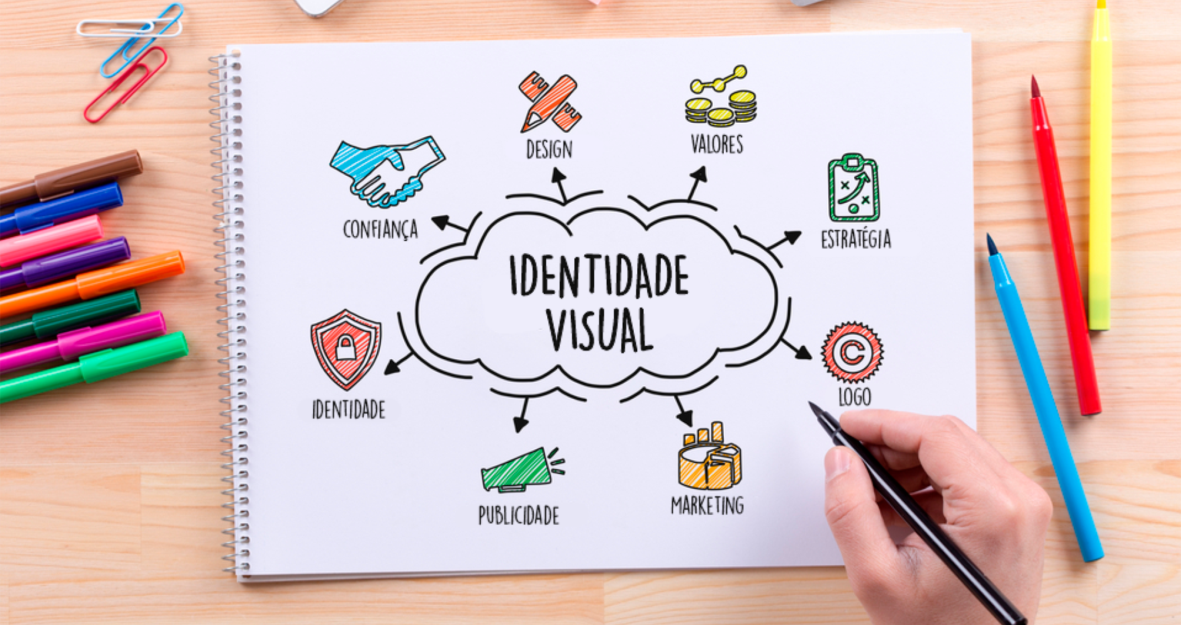 DESIGN
VALORES
CONFIANÇA
ESTRATÉGIA
IDENTIDADE
VISUAL
C
IDENTIDADE
LOGO
PUBLICIDADE
MARKETING